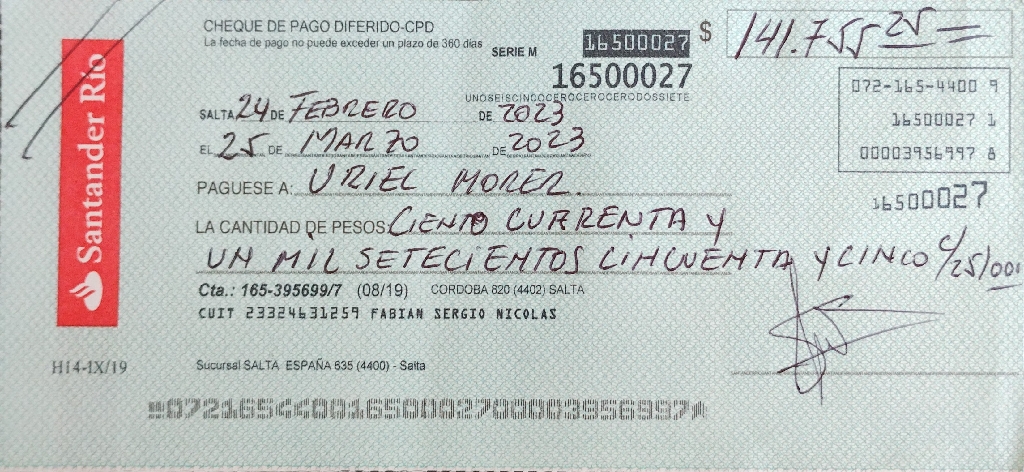 CHEQUE DE PAGO DIFERIDO-CPD
La fecha de pago no puede exceder un plazo de 360 días
SERIE M 16500027 $ 141.755 25
16500027
UNOSEISCINCOCEROCEROCERODOSSIETE
072-165-4400 9
16500027 1
00003956997 8
SALTA 24 DE FEBRERO DE 2023
EL 25 DE MARZO DE 2023
PAGUESE A: URIEL MORER.
16500027
LA CANTIDAD DE PESOS: CIENTO CUARENTA Y
UN MIL SETECIENTOS CINCUENTA Y CINCO C/25/00
Cta.: 165-395699/7 (08/19) CORDOBA 820 (4402) SALTA
CUIT 23324631259 FABIAN SERGIO NICOLAS
Santander Río
H14-IX/19
Sucursal SALTA ESPAÑA 635 (4400) - Salta